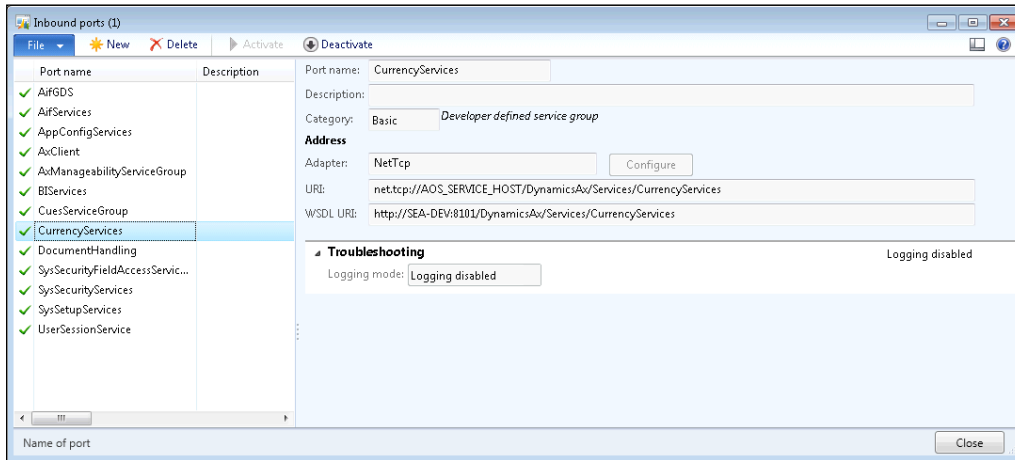 Inbound ports (1)
File New Delete Activate Deactivate
Port name Description
AifGDS
AifServices
AppConfigServices
AxClient
AxManageabilityServiceGroup
BIServices
CuesServiceGroup
CurrencyServices
DocumentHandling
SysSecurityFieldAccessServic...
SysSecurityServices
SysSetupServices
UserSessionService
Port name: CurrencyServices
Description:
Category: Basic Developer defined service group
Address
Adapter: NetTcp Configure
URI: net.tcp://AOS_SERVICE_HOST/DynamicsAx/Services/CurrencyServices
WSDL URI: http://SEA-DEV:8101/DynamicsAx/Services/CurrencyServices
Troubleshooting Logging disabled
Logging mode: Logging disabled
Name of port Close